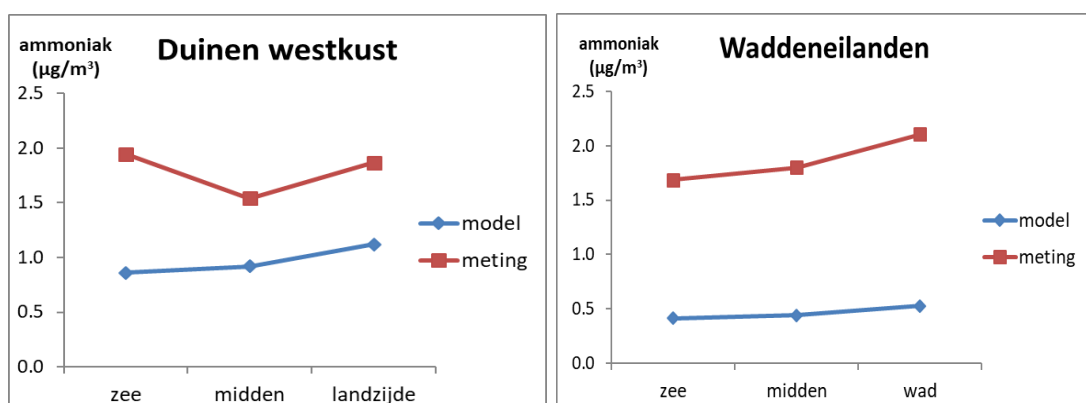 ammoniak
(µg/m³)
Duinen westkust
2.5
2.0
1.5
1.0
0.5
0.0
zee midden landzijde
model
meting
ammoniak
(µg/m³)
Waddeneilanden
2.5
2.0
1.5
1.0
0.5
0.0
zee midden wad
model
meting